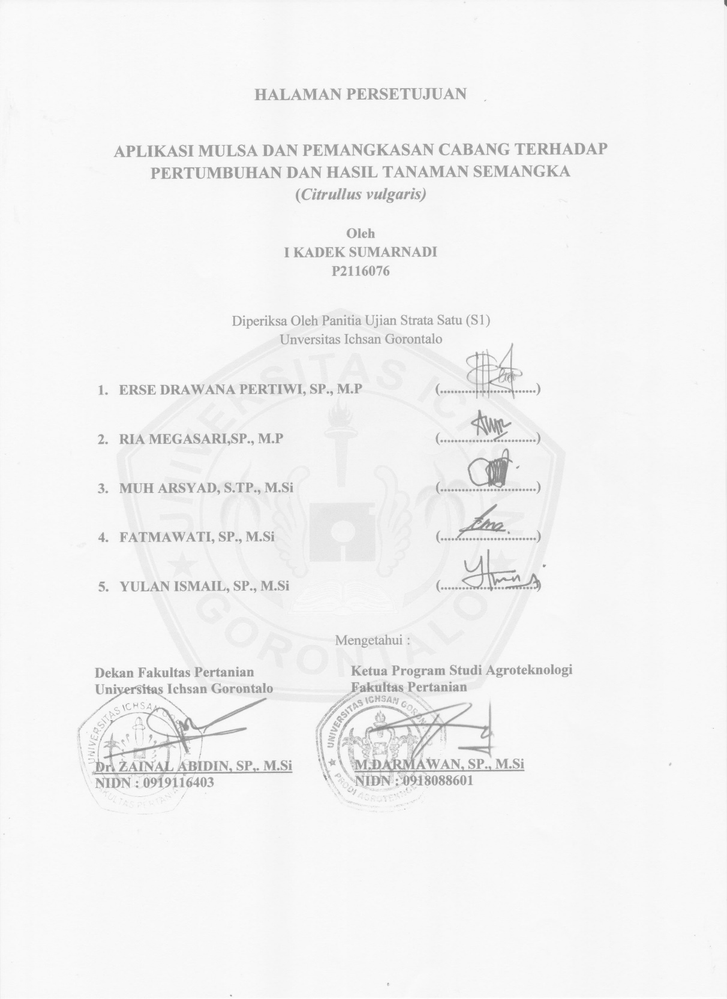 HALAMAN PERSETUJUAN
APLIKASI MULSA DAN PEMANGKASAN CABANG TERHADAP
PERTUMBUHAN DAN HASIL TANAMAN SEMANGKA
(Citrullus vulgaris)
Oleh
I KADEK SUMARNADI
P2116076
Diperiksa Oleh Panitia Ujian Strata Satu (S1)
Unversitas Ichsan Gorontalo
UNIVERSITAS ICHSAN
GORONTALO
1. ERSE DRAWANA PERTIWI, SP., M.P (...........................)
2. RIA MEGASARI,SP., M.P (...........................)
3. MUH ARSYAD, S.TP., M.Si (...........................)
4. FATMAWATI, SP., M.Si (...........................)
5. YULAN ISMAIL, SP., M.Si (...........................)
Mengetahui :
Dekan Fakultas Pertanian
Universitas Ichsan Gorontalo
UNIVERSITAS ICHSAN
FAKULTAS PERTANIAN
Dr. ZAINAL ABIDIN, SP,. M.Si
NIDN : 0919116403
Ketua Program Studi Agroteknologi
Fakultas Pertanian
UNIVERSITAS ICHSAN
PRODI
M.DARMAWAN, SP., M.Si
NIDN : 0918088601